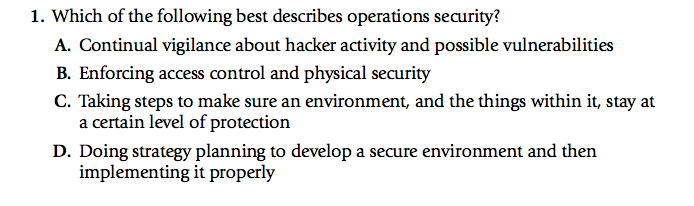 1. Which of the following best describes operations security?
A. Continual vigilance about hacker activity and possible vulnerabilities
B. Enforcing access control and physical security
C. Taking steps to make sure an environment, and the things within it, stay at
a certain level of protection
D. Doing strategy planning to develop a secure environment and then
implementing it properly